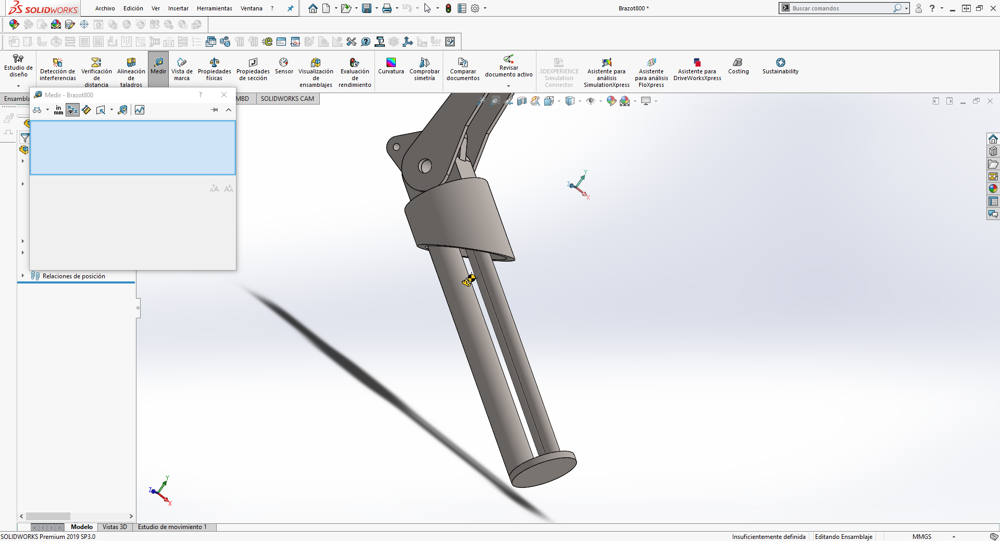 SOLIDWORKS
Archivo
Edición
Ver
Insertar
Herramientas
Ventana
?
Brazot800 *
Buscar comandos
?
Estudio de
diseño
Detección de
interferencias
Verificación
de
distancia
Alineación
de
taladros
Medir
Vista de
marca
Propiedades
físicas
Propiedades
de sección
Sensor
Visualización
de
ensamblajes
Evaluación
de
rendimiento
Curvatura
Comprobar
simetría
Comparar
documentos
Revisar
documento activo
3DEXPERIENCE
Simulation
Connector
Asistente para
análisis
SimulationXpress
Asistente
para análisis
FloXpress
Asistente para
DriveWorksXpress
Costing
Sustainability
Ensambla
MBD
SOLIDWORKS CAM
Medir - Brazot800
?
in
mm
Relaciones de posición
Y
Z
X
Y
Z
X
Modelo
Vistas 3D
Estudio de movimiento 1
SOLIDWORKS Premium 2019 SP3.0
Insuficientemente definida
Editando Ensamblaje
MMGS